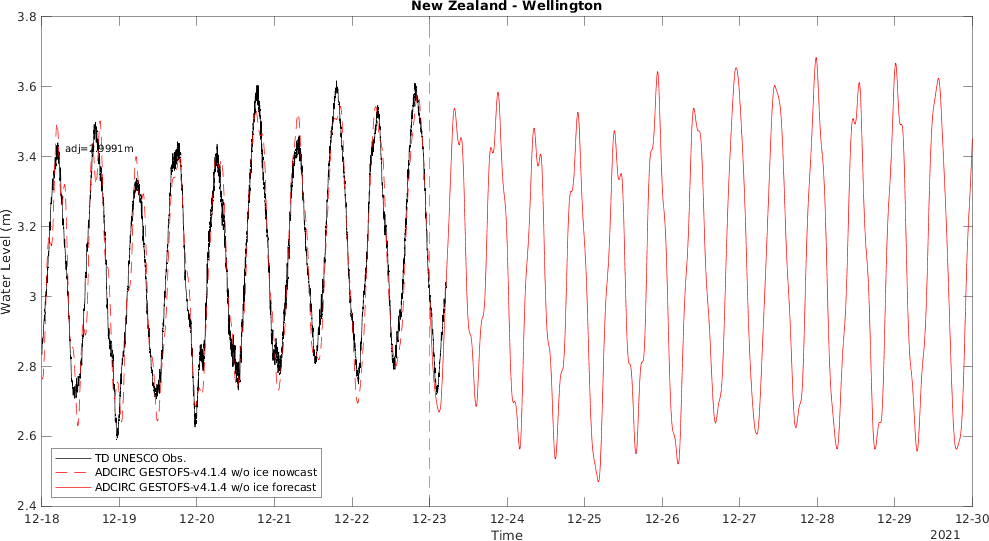 New Zealand - Wellington
3.8
3.6
3.4
3.2
3
2.8
2.6
2.4
Water Level (m)
adj=2.9991m
TD UNESCO Obs.
ADCIRC GESTOFS-v4.1.4 w/o ice nowcast
ADCIRC GESTOFS-v4.1.4 w/o ice forecast
12-18 12-19 12-20 12-21 12-22 12-23 12-24 12-25 12-26 12-27 12-28 12-29 12-30
Time
2021